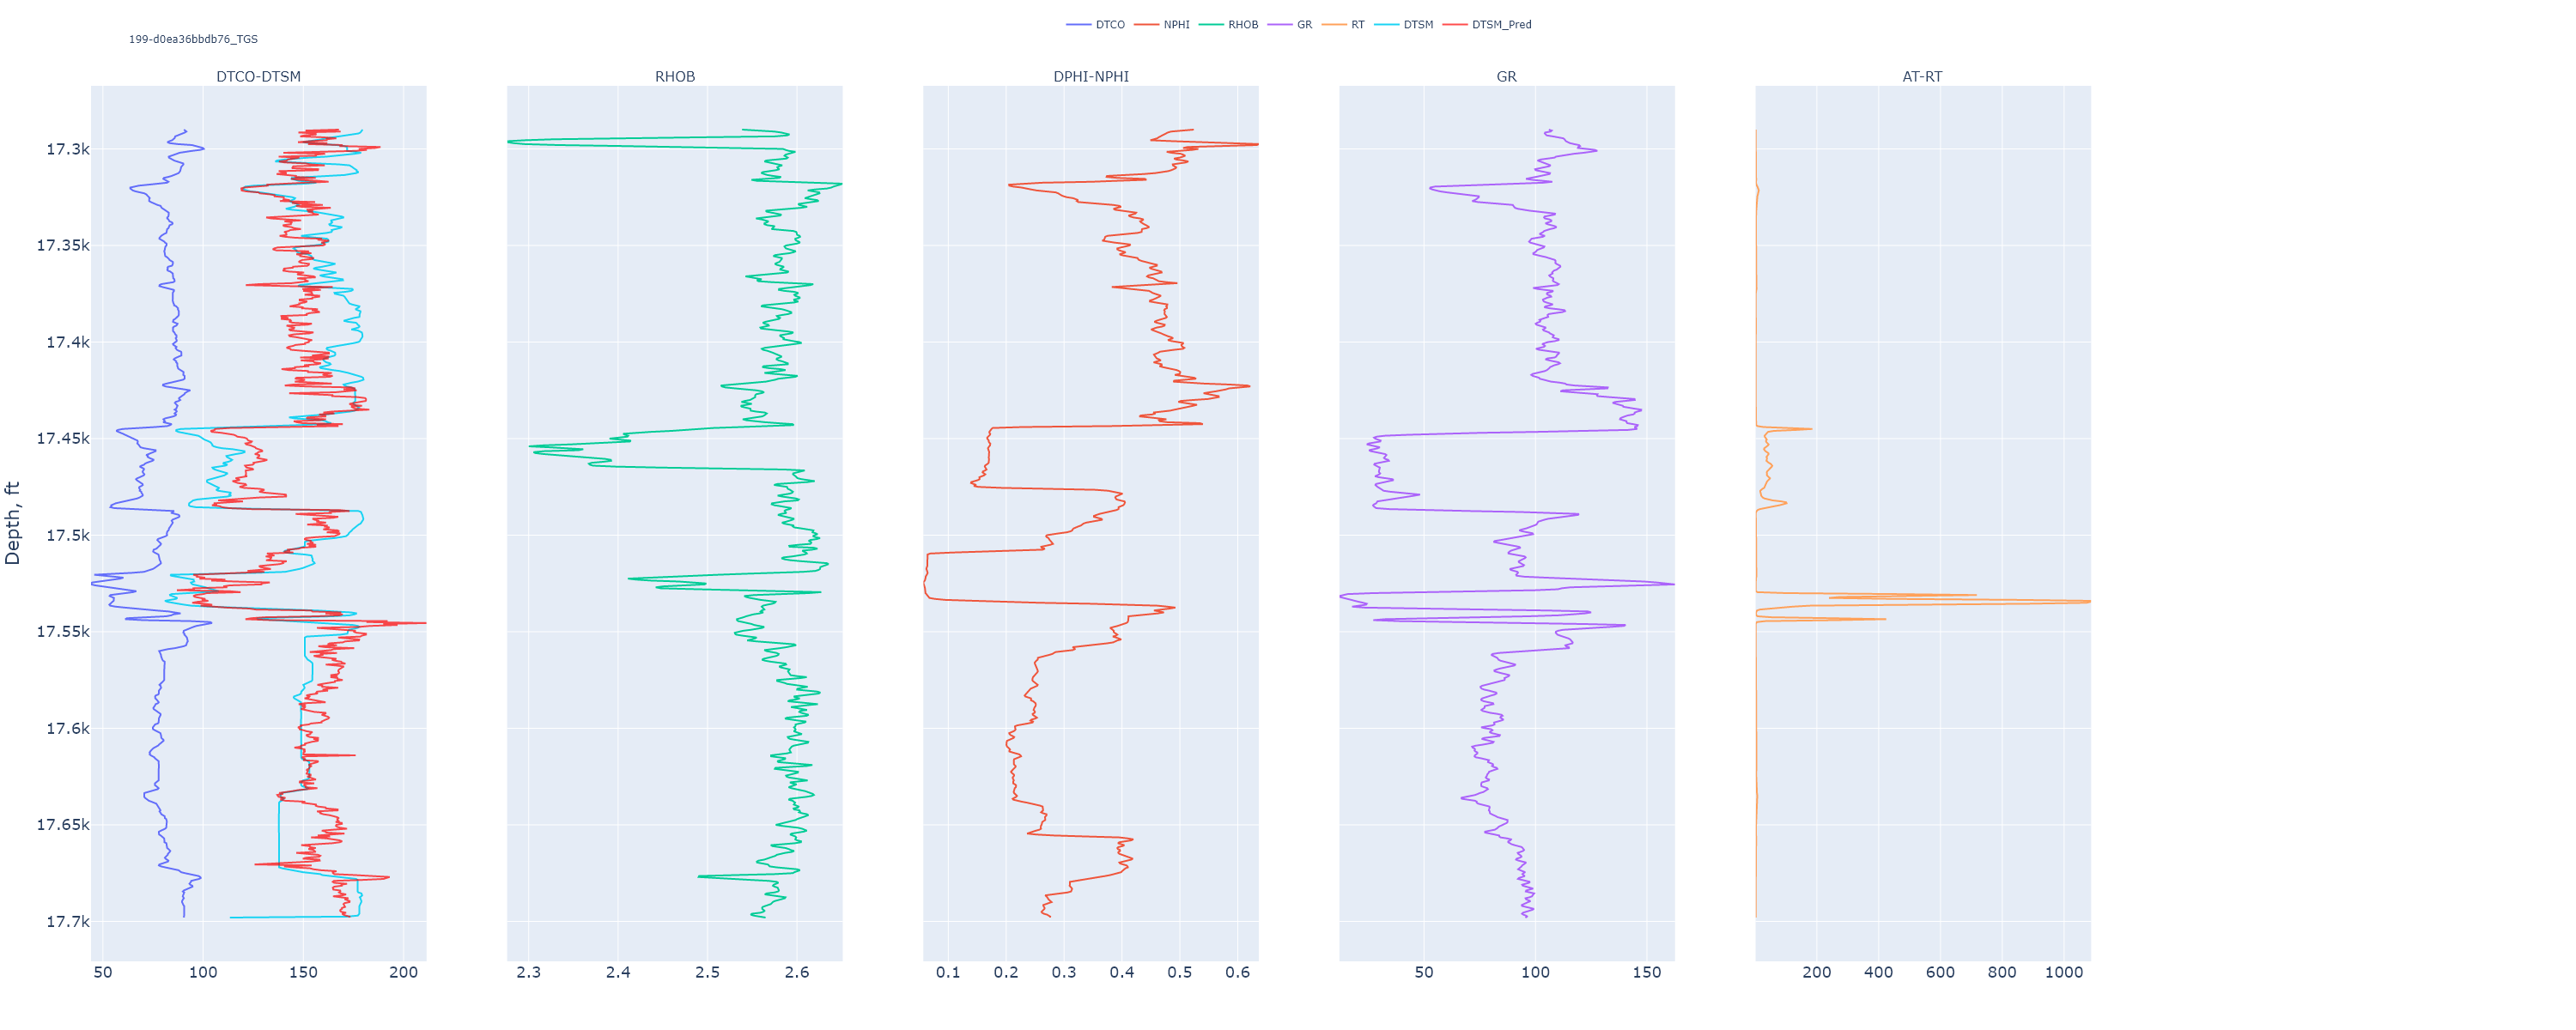 DTCO NPHI RHOB GR RT DTSM DTSM_Pred
199-d0ea36bbdb76_TGS
DTCO-DTSM RHOB DPHI-NPHI GR AT-RT
Depth, ft
17.3k
17.35k
17.4k
17.45k
17.5k
17.55k
17.6k
17.65k
17.7k
50 100 150 200 2.3 2.4 2.5 2.6 0.1 0.2 0.3 0.4 0.5 0.6 50 100 150 200 400 600 800 1000